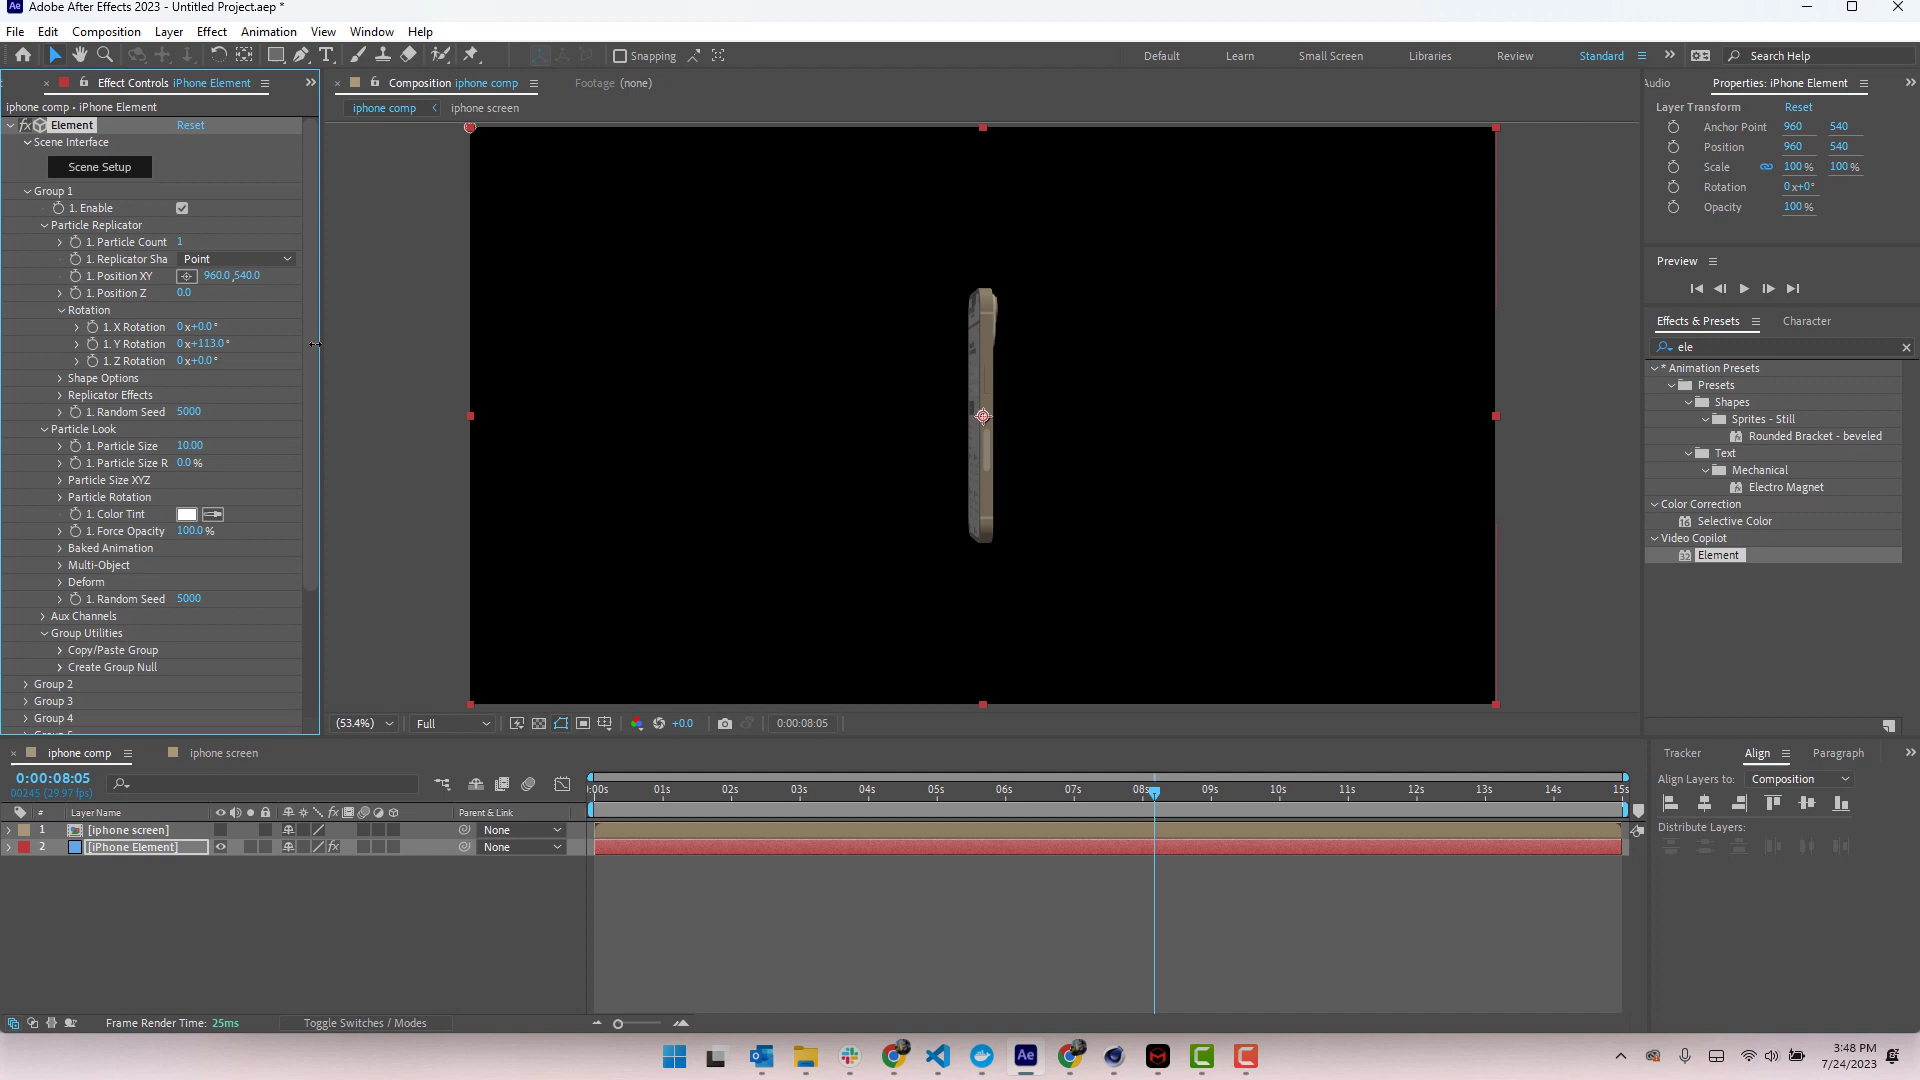 Ae Adobe After Effects 2023 - Untitled Project.aep *
File Edit Composition Layer Effect Animation View Window Help
Snapping Default Learn Small Screen Libraries Review Standard Search Help
Effect Controls iPhone Element
Composition iphone comp Footage (none)
Audio Properties: iPhone Element
iphone comp • iPhone Element
iphone comp iphone screen
fx Element Reset
Scene Interface
Scene Setup
Group 1
1. Enable
Particle Replicator
1. Particle Count 1
1. Replicator Sha Point
1. Position XY 960.0,540.0
1. Position Z 0.0
Rotation
1. X Rotation 0x+0.0°
1. Y Rotation 0x+113.0°
1. Z Rotation 0x+0.0°
Shape Options
Replicator Effects
1. Random Seed 5000
Particle Look
1. Particle Size 10.00
1. Particle Size R 0.0%
Particle Size XYZ
Particle Rotation
1. Color Tint
1. Force Opacity 100.0%
Baked Animation
Multi-Object
Deform
1. Random Seed 5000
Aux Channels
Group Utilities
Copy/Paste Group
Create Group Null
Group 2
Group 3
Group 4
(53.4%) Full +0.0 0:00:08:05
Layer Transform Reset
Anchor Point 960 540
Position 960 540
Scale 100% 100%
Rotation 0x+0°
Opacity 100%
Preview
Effects & Presets Character
ele
* Animation Presets
Presets
Shapes
Sprites - Still
Rounded Bracket - beveled
Text
Mechanical
Electro Magnet
Color Correction
16 Selective Color
Video Copilot
32 Element
Tracker Align Paragraph
Align Layers to: Composition
Distribute Layers:
iphone comp iphone screen
0:00:08:05
00245 (29.97 fps)
# Layer Name fx Parent & Link
1 [iphone screen] None
2 [iPhone Element] fx None
:00s 01s 02s 03s 04s 05s 06s 07s 08s 09s 10s 11s 12s 13s 14s 15s
Frame Render Time: 25ms Toggle Switches / Modes
Ae
3:48 PM
7/24/2023